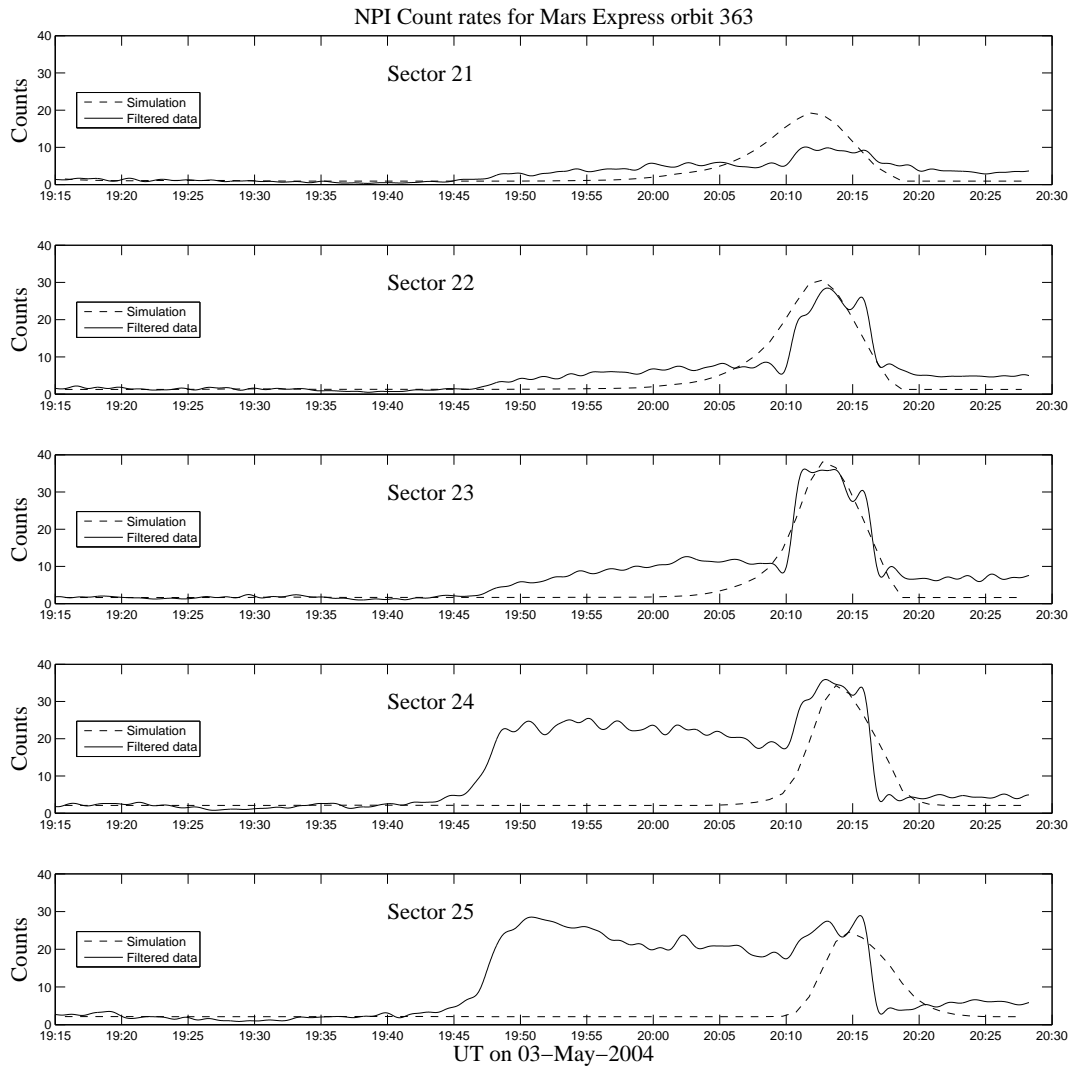 NPI Count rates for Mars Express orbit 363
40
30
20
10
0
Counts
Sector 21
Simulation
Filtered data
19:15 19:20 19:25 19:30 19:35 19:40 19:45 19:50 19:55 20:00 20:05 20:10 20:15 20:20 20:25 20:30
40
30
20
10
0
Counts
Sector 22
Simulation
Filtered data
19:15 19:20 19:25 19:30 19:35 19:40 19:45 19:50 19:55 20:00 20:05 20:10 20:15 20:20 20:25 20:30
40
30
20
10
0
Counts
Sector 23
Simulation
Filtered data
19:15 19:20 19:25 19:30 19:35 19:40 19:45 19:50 19:55 20:00 20:05 20:10 20:15 20:20 20:25 20:30
40
30
20
10
0
Counts
Sector 24
Simulation
Filtered data
19:15 19:20 19:25 19:30 19:35 19:40 19:45 19:50 19:55 20:00 20:05 20:10 20:15 20:20 20:25 20:30
40
30
20
10
0
Counts
Sector 25
Simulation
Filtered data
19:15 19:20 19:25 19:30 19:35 19:40 19:45 19:50 19:55 20:00 20:05 20:10 20:15 20:20 20:25 20:30
UT on 03−May−2004